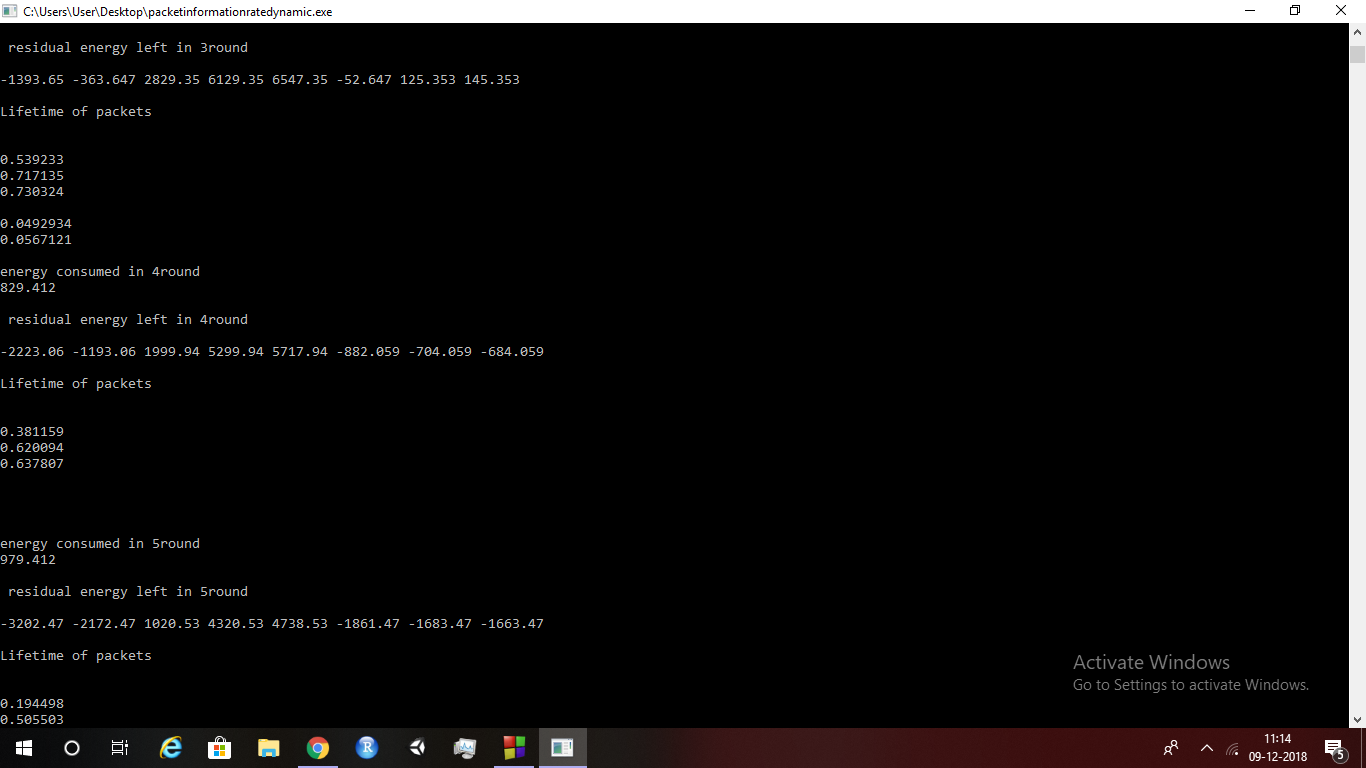 C:\Users\User\Desktop\packetinformationratedynamic.exe
residual energy left in 3round
-1393.65 -363.647 2829.35 6129.35 6547.35 -52.647 125.353 145.353
Lifetime of packets
0.539233
0.717135
0.730324
0.0492934
0.0567121
energy consumed in 4round
829.412
residual energy left in 4round
-2223.06 -1193.06 1999.94 5299.94 5717.94 -882.059 -704.059 -684.059
Lifetime of packets
0.381159
0.620094
0.637807
energy consumed in 5round
979.412
residual energy left in 5round
-3202.47 -2172.47 1020.53 4320.53 4738.53 -1861.47 -1683.47 -1663.47
Lifetime of packets
0.194498
0.505503
Activate Windows
Go to Settings to activate Windows.
R
11:14
09-12-2018
5